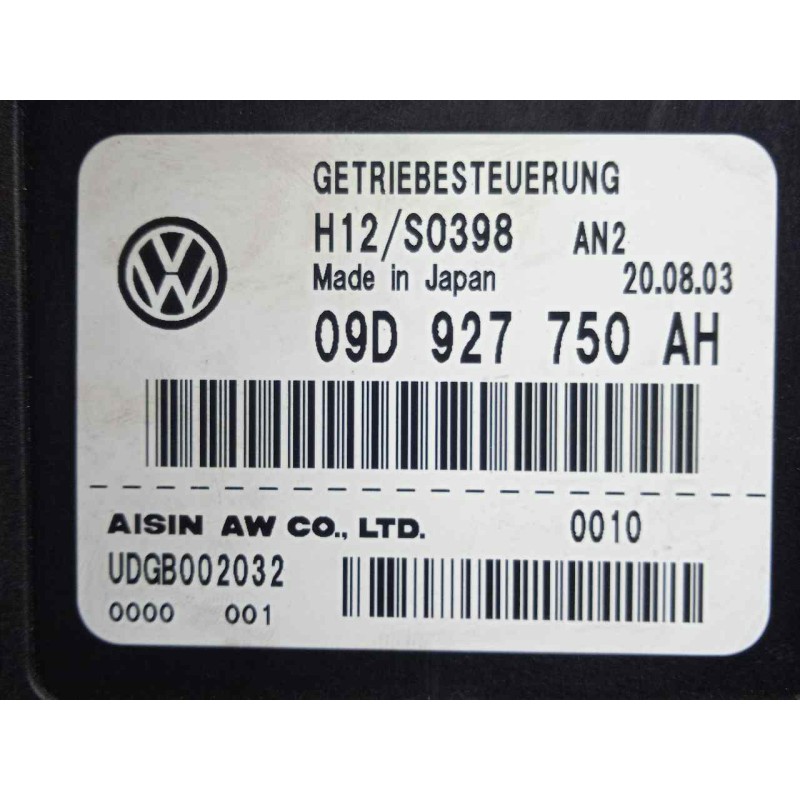 GETRIEBESTEUERUNG
H12/S0398 AN2
Made in Japan 20.08.03
09D 927 750 AH
AISIN AW CO., LTD. 0010
UDGB002032
0000 001